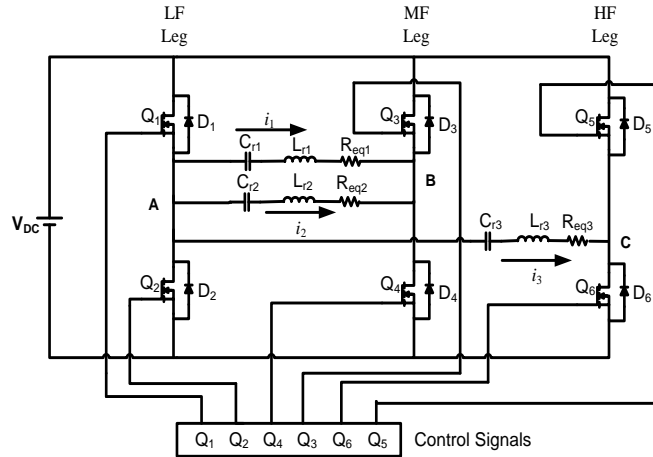 LF MF HF
Leg Leg Leg
Q1 D1 Q3 D3 Q5 D5
i1
Cr1 Lr1 Req1
B
Cr2 Lr2 Req2
A
i2
VDC
Cr3 Lr3 Req3 C
i3
Q2 D2 Q4 D4 Q6 D6
Q1 Q2 Q4 Q3 Q6 Q5 Control Signals